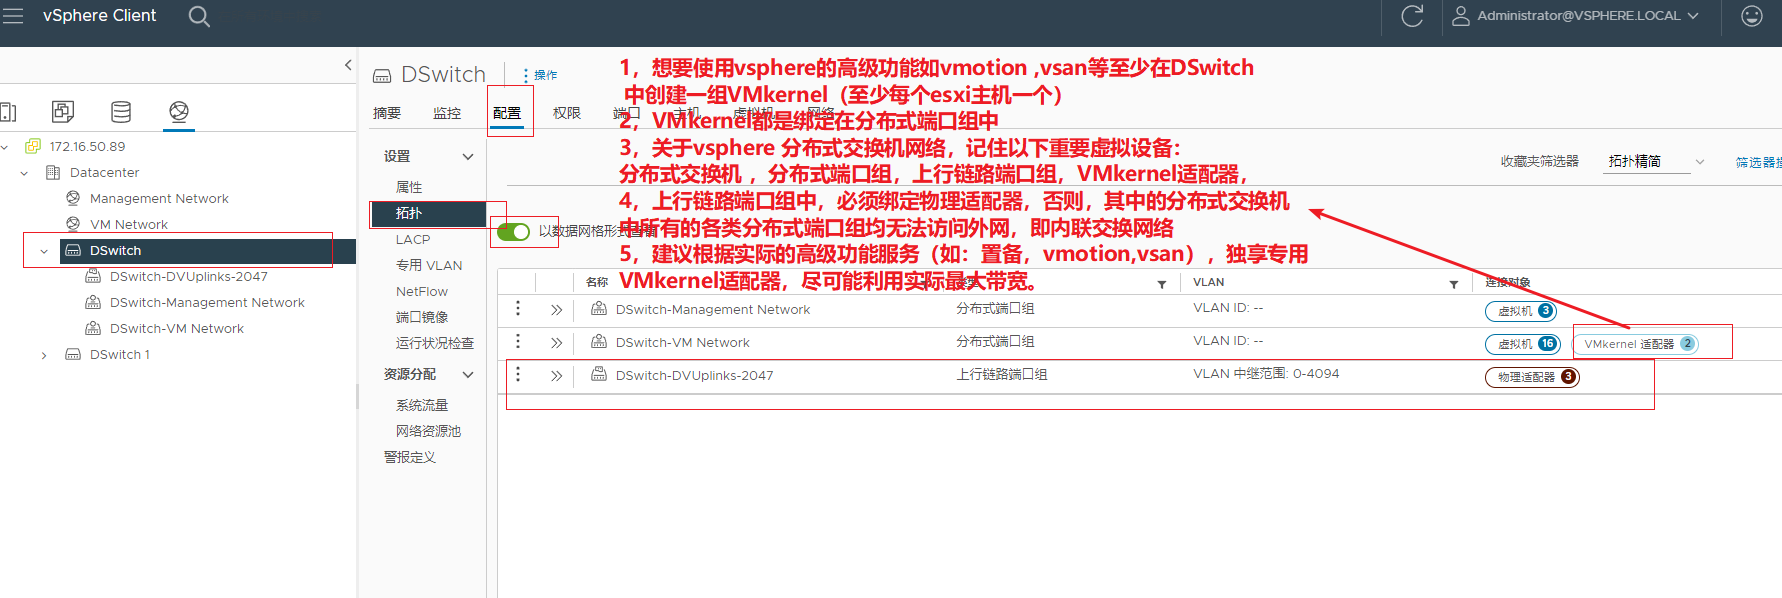 vSphere Client
Administrator@VSPHERE.LOCAL
172.16.50.89
Datacenter
Management Network
VM Network
DSwitch
DSwitch-DVUplinks-2047
DSwitch-Management Network
DSwitch-VM Network
DSwitch 1
DSwitch
操作
摘要 监控 配置 权限 端口 主机 虚拟机 网络
设置
属性
拓扑
LACP
专用 VLAN
NetFlow
端口镜像
运行状况检查
资源分配
系统流量
网络资源池
警报定义
1，想要使用vsphere的高级功能如vmotion ,vsan等至少在DSwitch
中创建一组VMkernel（至少每个esxi主机一个）
2，VMkernel都是绑定在分布式端口组中
3，关于vsphere 分布式交换机网络，记住以下重要虚拟设备：
分布式交换机 ，分布式端口组，上行链路端口组，VMkernel适配器，
4，上行链路端口组中，必须绑定物理适配器，否则，其中的分布式交换机
中所有的各类分布式端口组均无法访问外网，即内联交换网络
5，建议根据实际的高级功能服务（如：置备，vmotion,vsan），独享专用
VMkernel适配器，尽可能利用实际最大带宽。
收藏夹筛选器 拓扑精简
以数据网格形式查看
名称 类型 VLAN 连接对象
DSwitch-Management Network 分布式端口组 VLAN ID: -- 虚拟机 3
DSwitch-VM Network 分布式端口组 VLAN ID: -- 虚拟机 16 VMkernel 适配器 2
DSwitch-DVUplinks-2047 上行链路端口组 VLAN 中继范围: 0-4094 物理适配器 3